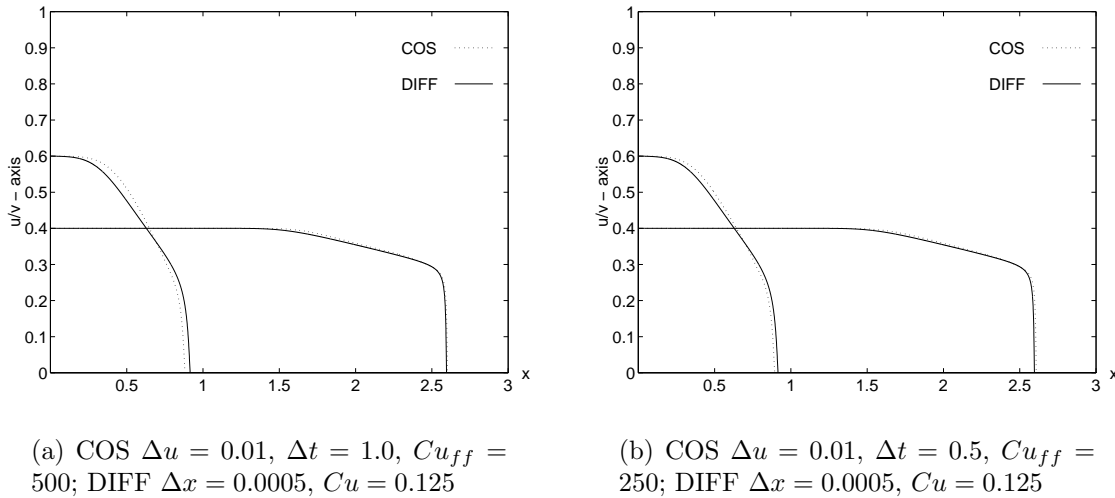 1
0.9
0.8
0.7
0.6
0.5
0.4
0.3
0.2
0.1
0
u/v – axis
COS
DIFF
0.5
1
1.5
2
2.5
3
x
(a) COS Δu = 0.01, Δt = 1.0, Cu_{ff} =
500; DIFF Δx = 0.0005, Cu = 0.125
1
0.9
0.8
0.7
0.6
0.5
0.4
0.3
0.2
0.1
0
u/v – axis
COS
DIFF
0.5
1
1.5
2
2.5
3
x
(b) COS Δu = 0.01, Δt = 0.5, Cu_{ff} =
250; DIFF Δx = 0.0005, Cu = 0.125